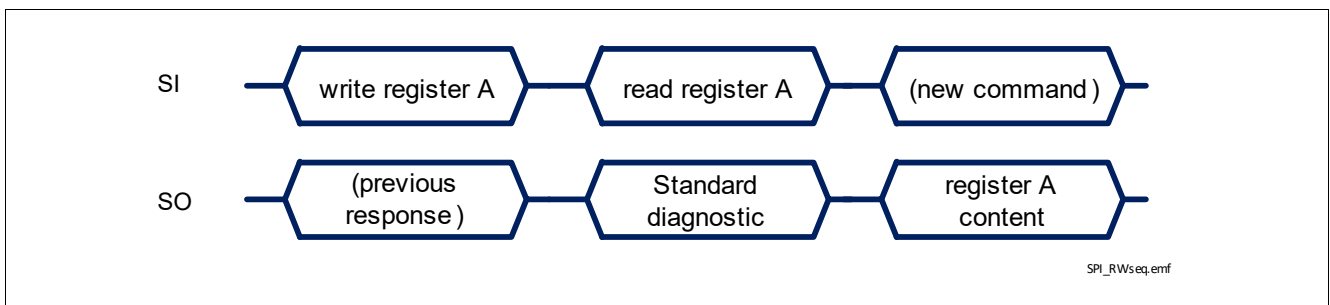 SI
write register A
read register A
(new command )
SO
(previous
response )
Standard
diagnostic
register A
content
SPI_RWseq.emf